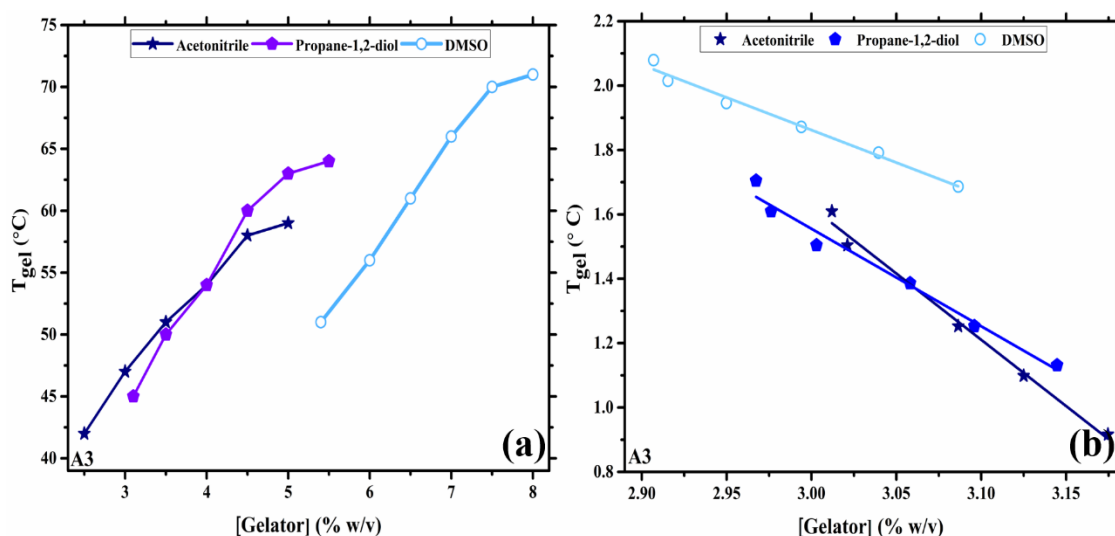 Acetonitrile Propane-1,2-diol DMSO
75
70
65
60
55
50
45
40
Tgel (°C)
3 4 5 6 7 8
[Gelator] (% w/v)
A3
(a)
Acetonitrile Propane-1,2-diol DMSO
2.2
2.0
1.8
1.6
1.4
1.2
1.0
0.8
Tgel (° C)
2.90 2.95 3.00 3.05 3.10 3.15
[Gelator] (% w/v)
A3
(b)